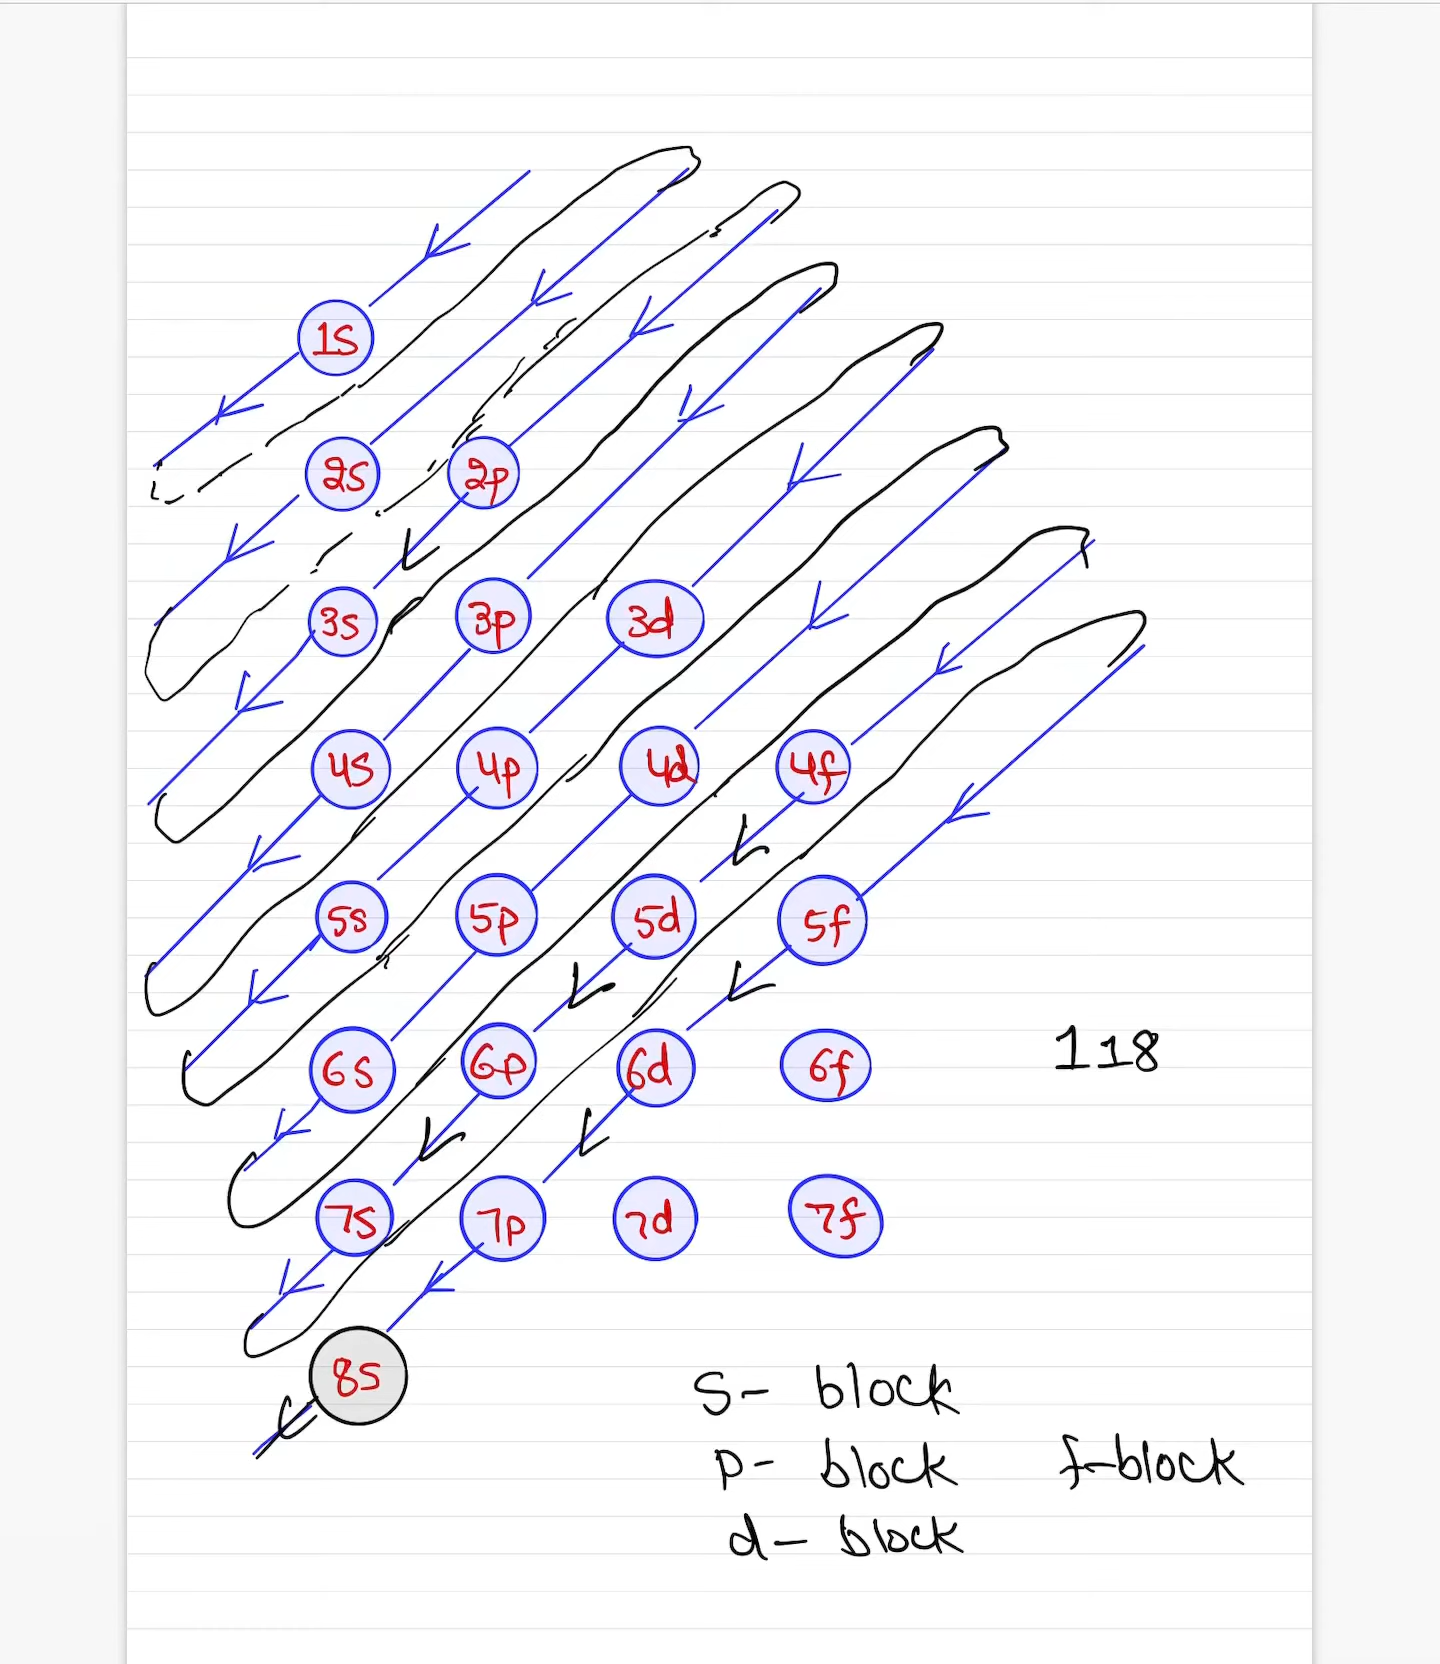 1s
2s 2p
3s 3p 3d
4s 4p 4d 4f
5s 5p 5d 5f
6s 6p 6d 6f
118
7s 7p 7d 7f
8s
s- block
p- block f-block
d- block